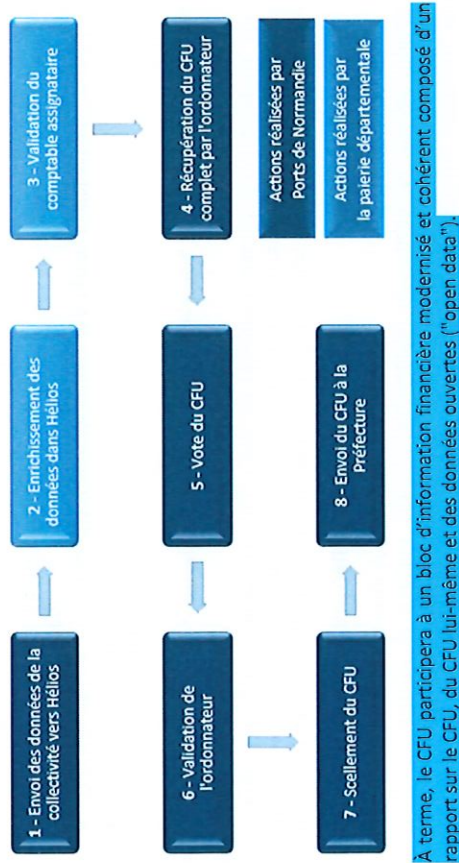 1 - Envoi des données de la
collectivité vers Hélios
2 - Enrichissement des
données dans Hélios
3 - Validation du
comptable assignataire
4 - Récupération du CFU
complet par l'ordonnateur
5 - Vote du CFU
6 - Validation de
l'ordonnateur
7 - Scellement du CFU
8 - Envoi du CFU à la
Préfecture
Actions réalisées par
Ports de Normandie
Actions réalisées par
la paierie départementale
À terme, le CFU participera à un bloc d'information financière modernisé et cohérent composé d'un
rapport sur le CFU, du CFU lui-même et des données ouvertes ("open data").